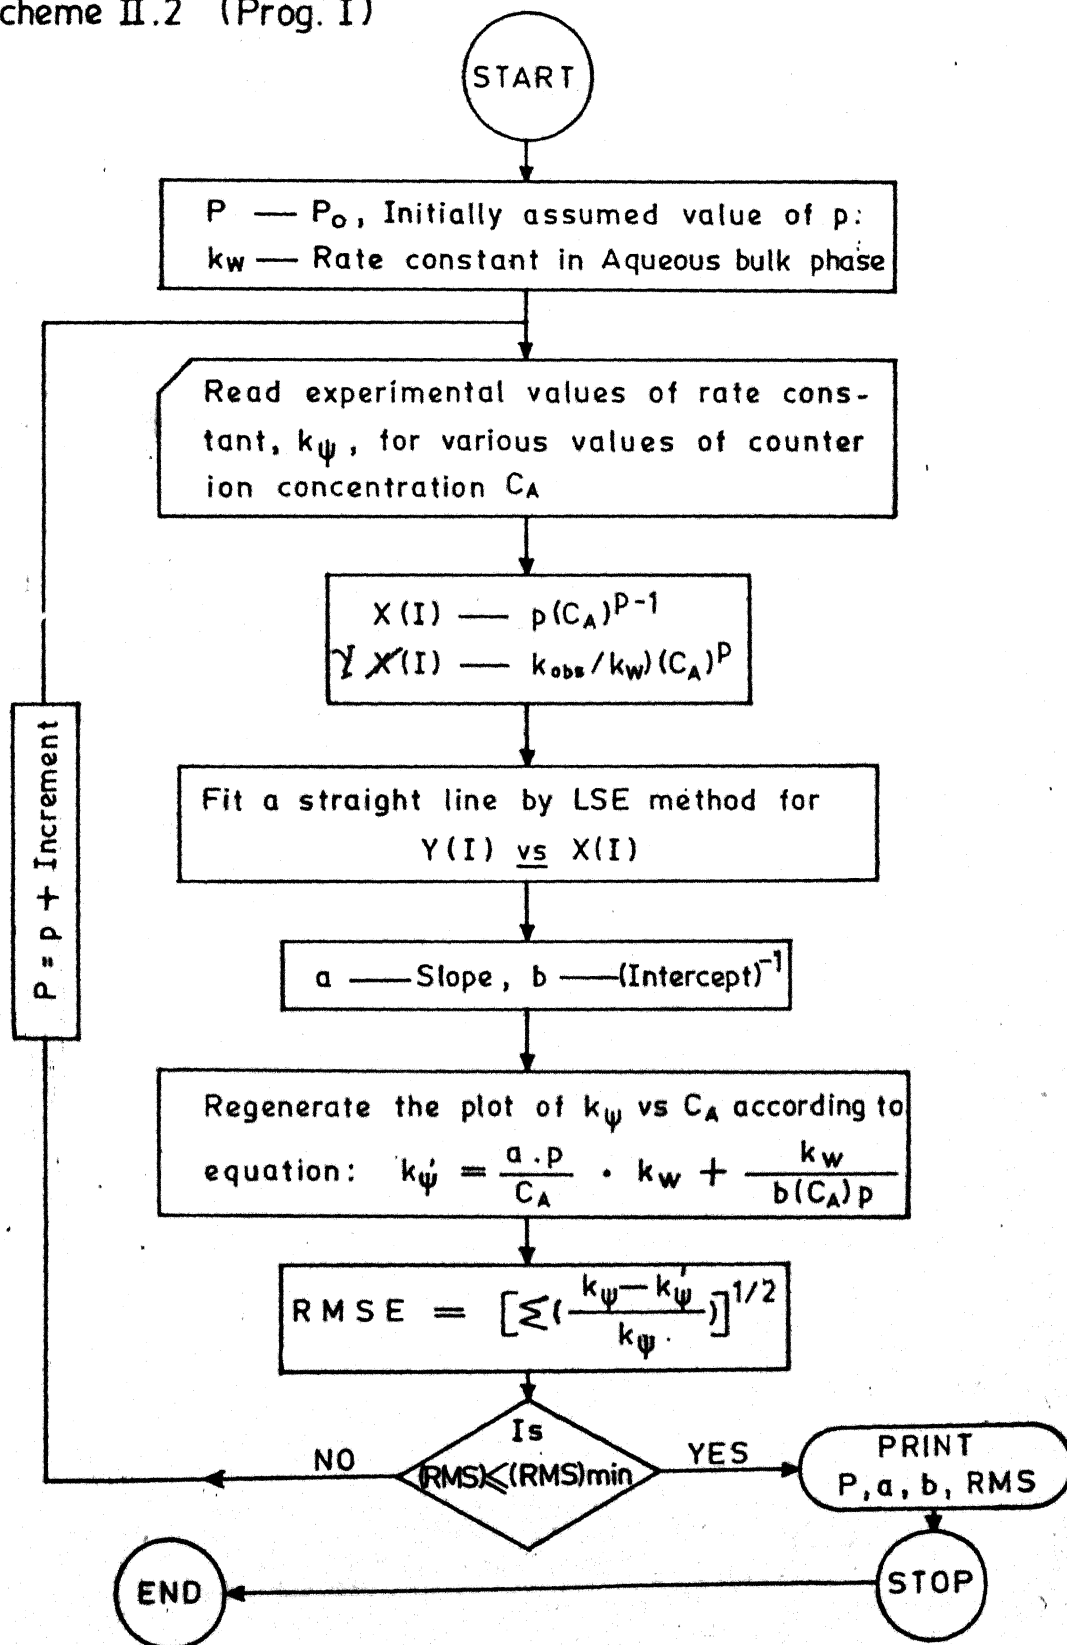 cheme II.2 (Prog. I)
START
P — P₀, Initially assumed value of p:
kw — Rate constant in Aqueous bulk phase
Read experimental values of rate cons-
tant, kψ, for various values of counter
ion concentration CA
X(I) — p(CA)^P-1
Y X(I) — kobs/kw)(CA)^P
Fit a straight line by LSE method for
Y(I) vs X(I)
a — Slope, b — (Intercept)^-1
P = p + Increment
Regenerate the plot of kψ vs CA according to
equation: kψ' = a.p/CA · kw + kw/b(CA)p
RMSE = [Σ(kψ—kψ'/kψ.)]^1/2
Is
(RMS)≤(RMS)min
NO
YES
PRINT
P, a, b, RMS
STOP
END